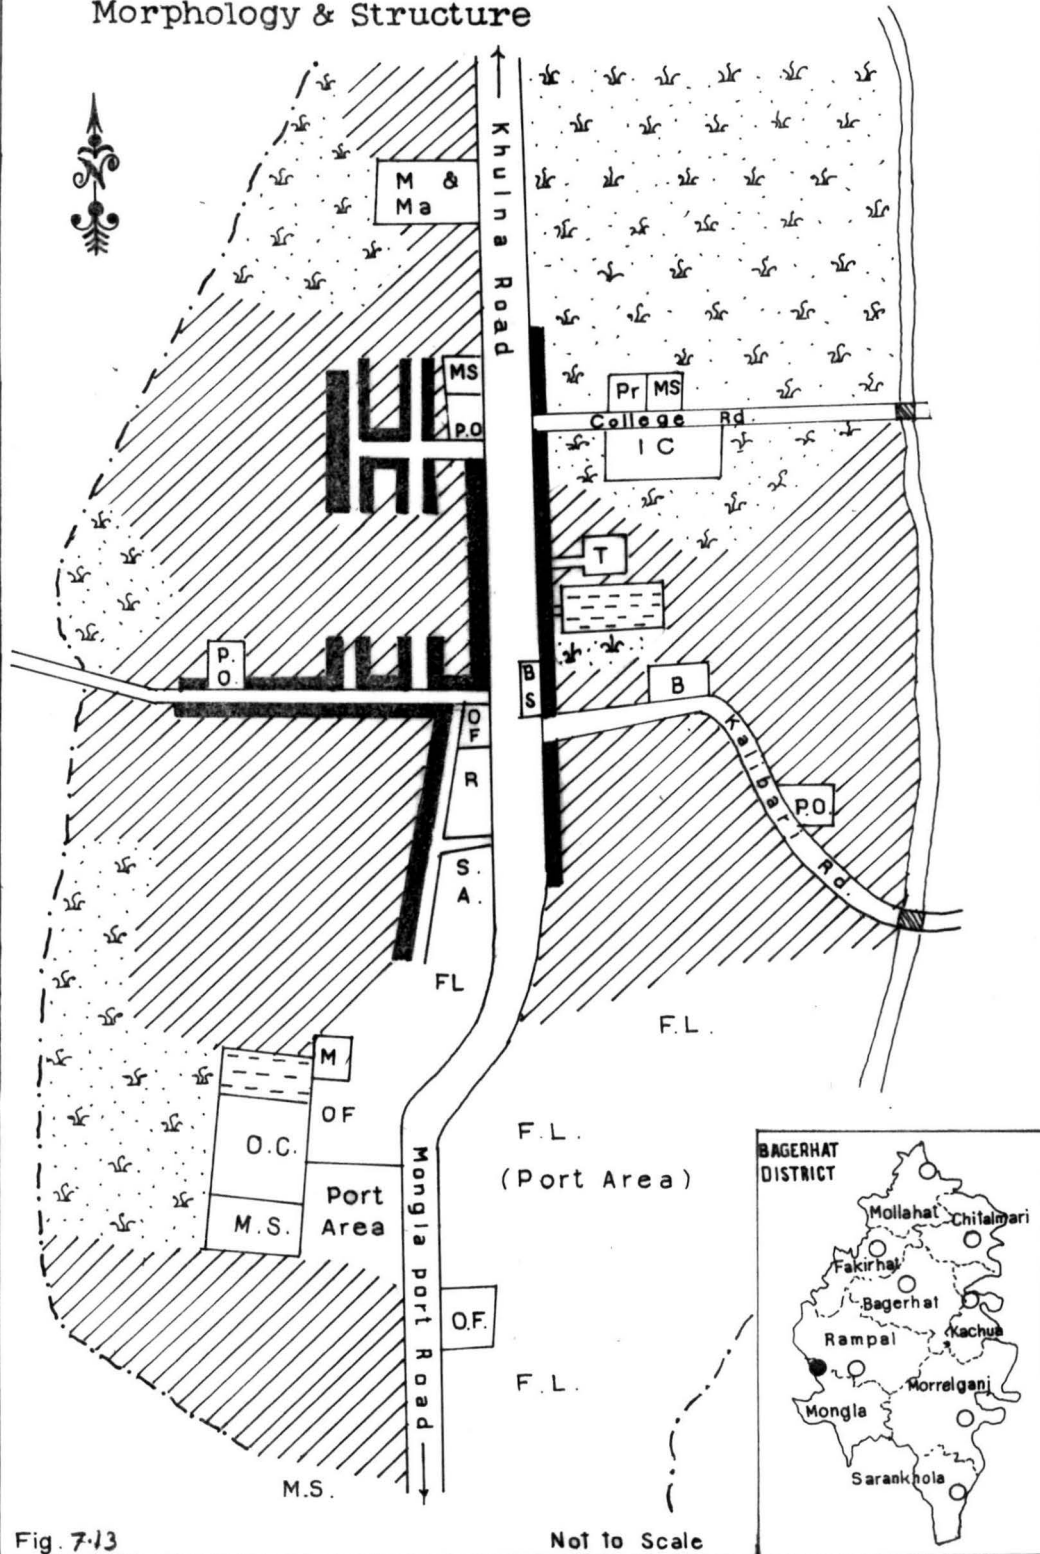 Morphology & Structure
N
Khulna Road
M &
Ma
MS
P.O
Pr
MS
College Rd
I C
T
P.
O.
B
S
B
O
F
R
Kalibari Rd.
P.O.
S.
A.
FL
F.L.
M
OF
O.C.
M.S.
Port
Area
F.L.
(Port Area)
Mongla port Road
O.F.
F.L.
M.S.
BAGERHAT
DISTRICT
Mollahat
Chitalmari
Fakirhat
Bagerhat
Kachua
Rampal
Morrelganj
Mongla
Sarankhola
Fig. 7.13
Not to Scale